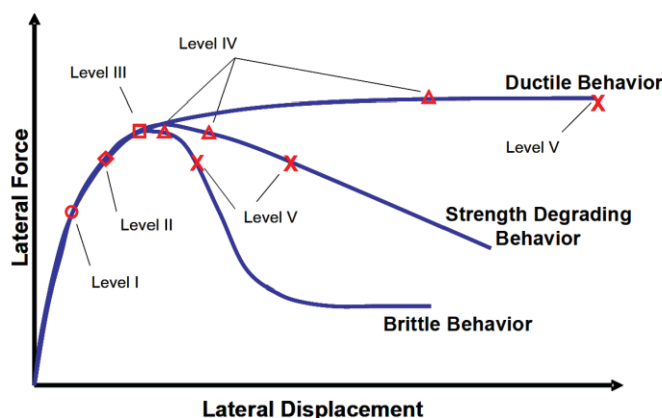 Level IV
Level III
Ductile Behavior
Level V
Level II
Level V
Strength Degrading
Behavior
Level I
Brittle Behavior
Lateral Force
Lateral Displacement